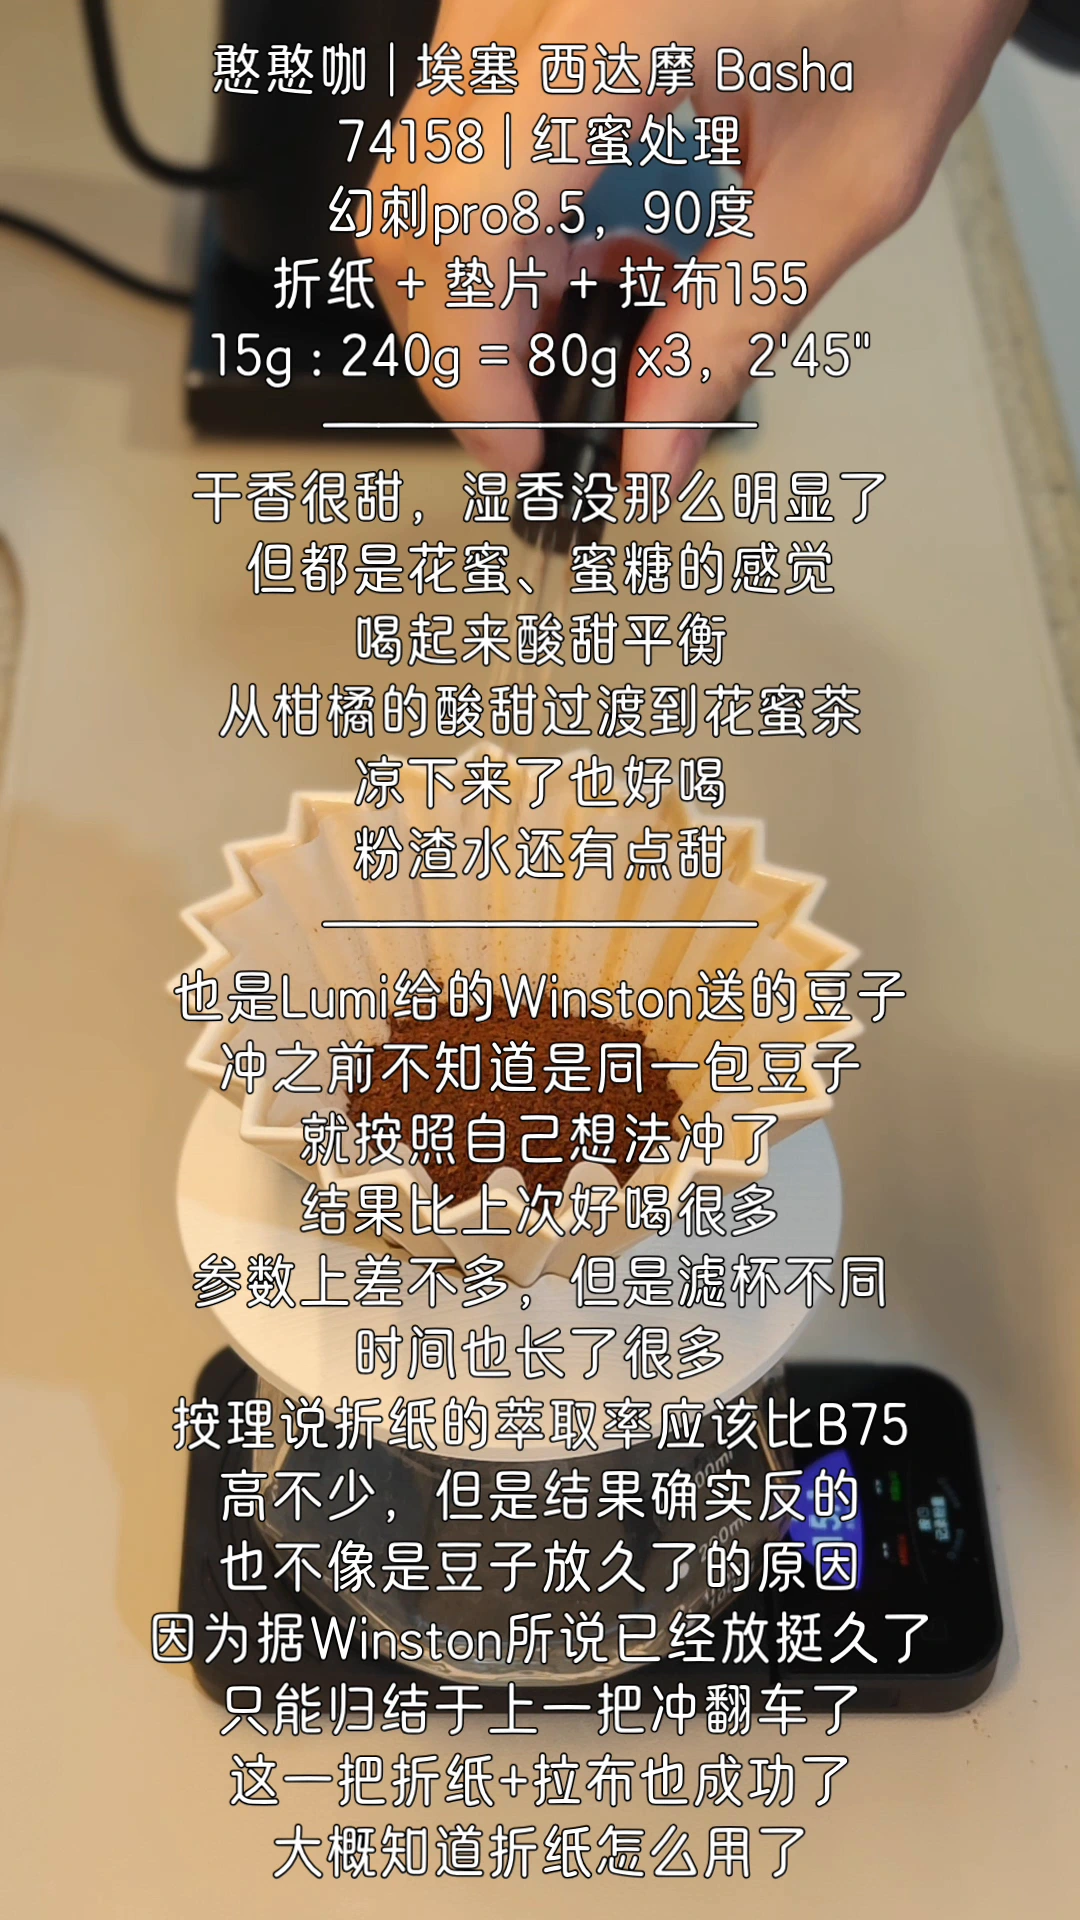 憨憨咖 | 埃塞 西达摩 Basha
74158 | 红蜜处理
幻刺pro8.5，90度
折纸 + 垫片 + 拉布155
15g : 240g = 80g x3，2'45"
干香很甜，湿香没那么明显了
但都是花蜜、蜜糖的感觉
喝起来酸甜平衡
从柑橘的酸甜过渡到花蜜茶
凉下来了也好喝
粉渣水还有点甜
也是Lumi给的Winston送的豆子
冲之前不知道是同一包豆子
就按照自己想法冲了
结果比上次好喝很多
参数上差不多，但是滤杯不同
时间也长了很多
按理说折纸的萃取率应该比B75
高不少，但是结果确实反的
也不像是豆子放久了的原因
因为据Winston所说已经放挺久了
只能归结于上一把冲翻车了
这一把折纸+拉布也成功了
大概知道折纸怎么用了